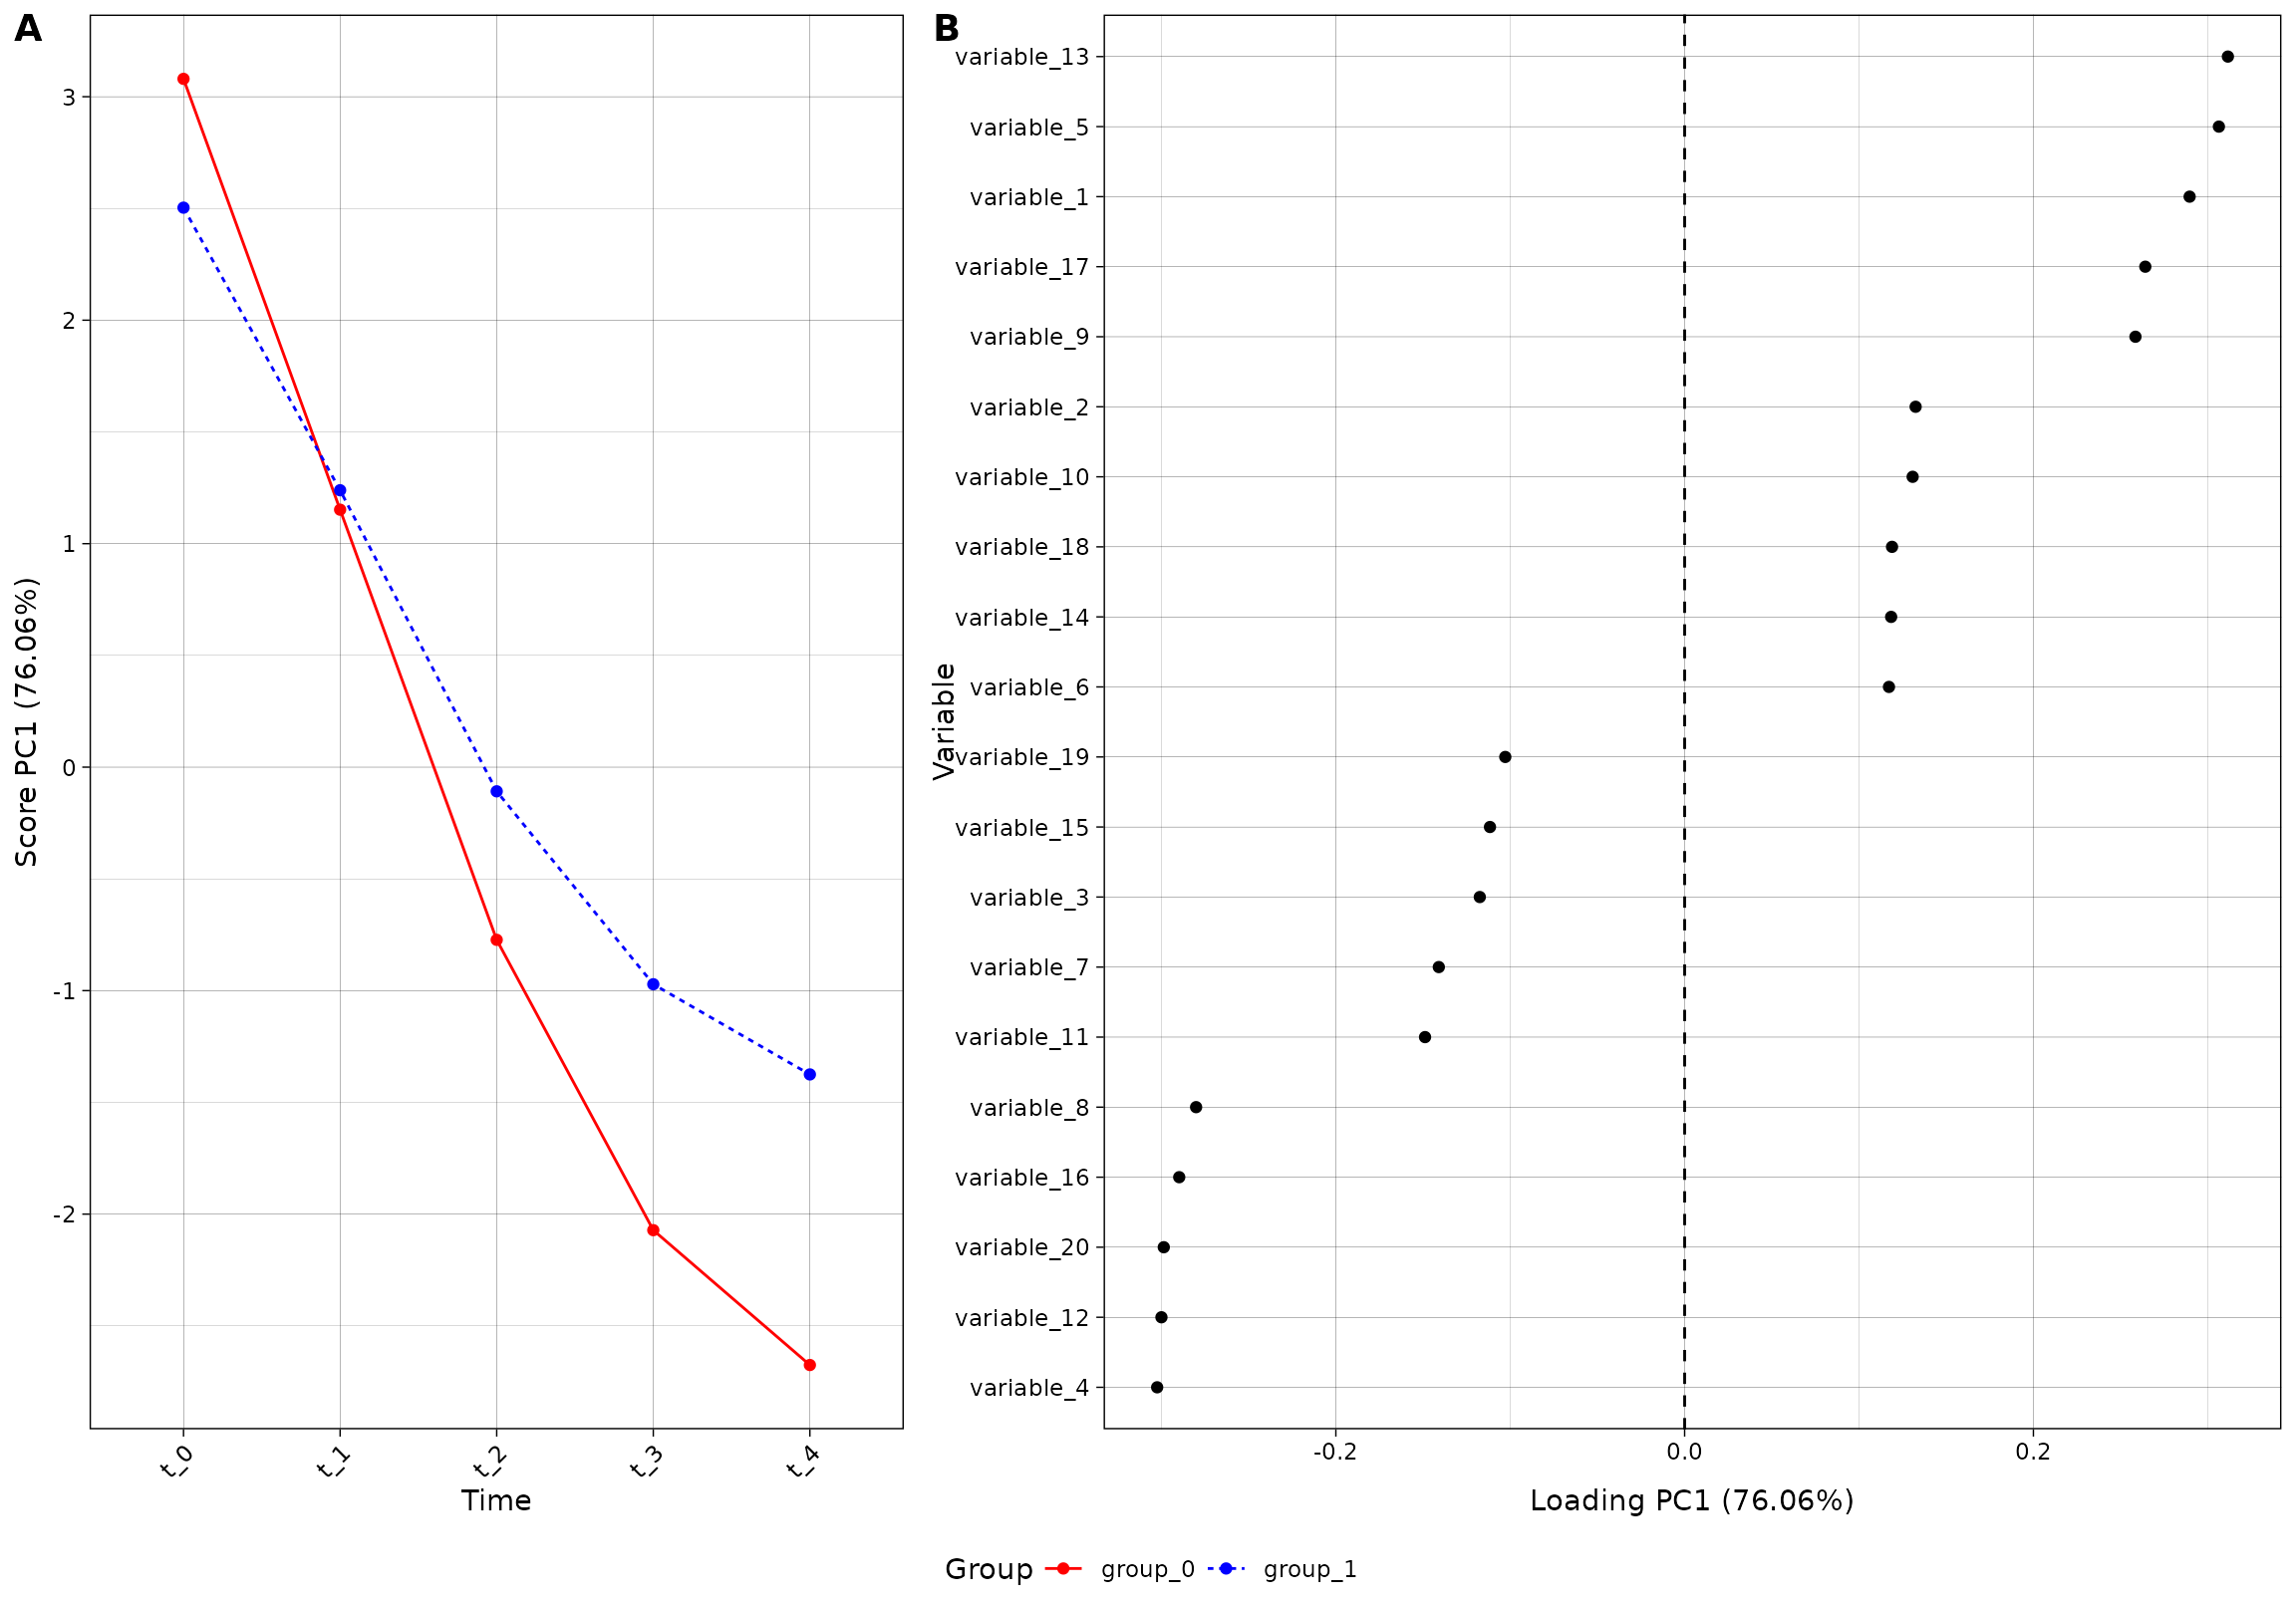 A
3
2
1
0
-1
-2
Score PC1 (76.06%)
t_0
t_1
t_2
t_3
t_4
Time
B
variable_13
variable_5
variable_1
variable_17
variable_9
variable_2
variable_10
variable_18
variable_14
variable_6
variable_19
variable_15
variable_3
variable_7
variable_11
variable_8
variable_16
variable_20
variable_12
variable_4
Variable
-0.2
0.0
0.2
Loading PC1 (76.06%)
Group group_0 group_1